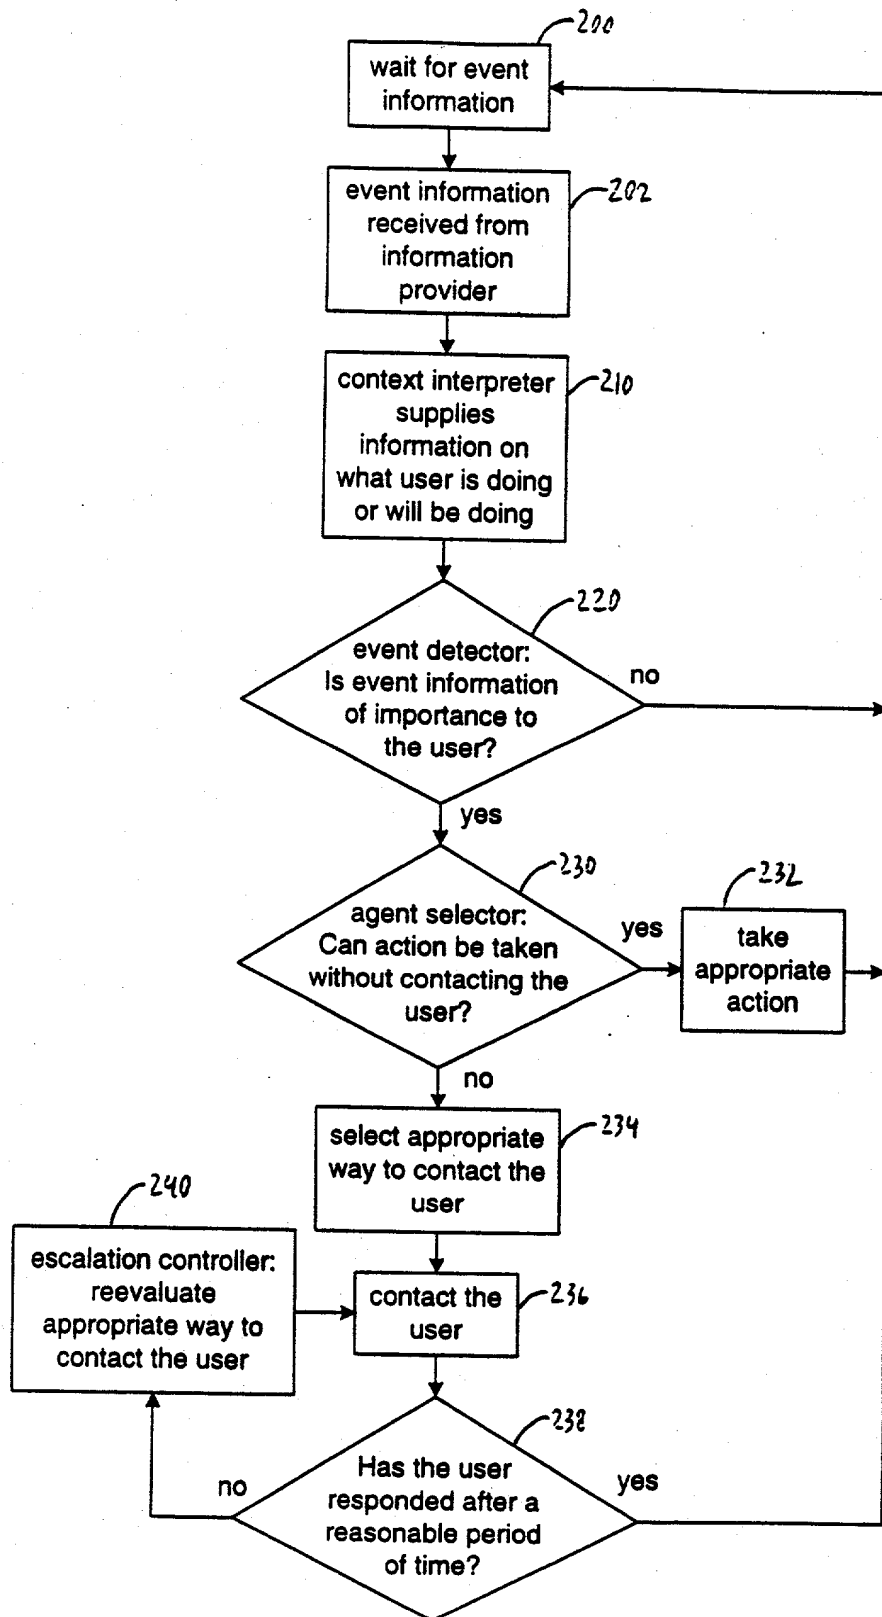 200
wait for event
information
202
event information
received from
information
provider
210
context interpreter
supplies
information on
what user is doing
or will be doing
220
event detector:
Is event information
of importance to
the user?
no
yes
230
agent selector:
Can action be taken
without contacting the
user?
yes
232
take
appropriate
action
no
234
select appropriate
way to contact the
user
240
escalation controller:
reevaluate
appropriate way to
contact the user
236
contact the
user
238
Has the user
responded after a
reasonable period
of time?
no
yes